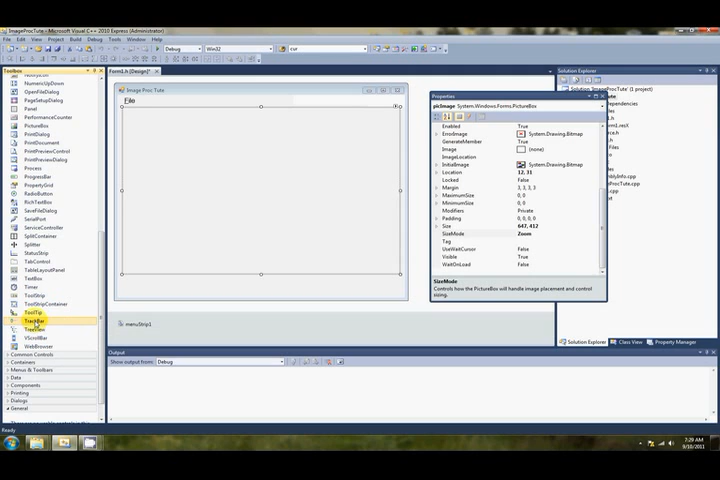 ImageProcTute - Microsoft Visual C++ 2010 Express (Administrator)
File Edit View Project Build Debug Tools Window Help
Debug Win32 cvr
Toolbox
Form1.h [Design]*
Solution Explorer
NumericUpDown
OpenFileDialog
PageSetupDialog
Panel
PerformanceCounter
PictureBox
PrintDialog
PrintDocument
PrintPreviewControl
PrintPreviewDialog
Process
ProgressBar
PropertyGrid
RadioButton
RichTextBox
SaveFileDialog
SerialPort
ServiceController
SplitContainer
Splitter
StatusStrip
TabControl
TableLayoutPanel
TextBox
Timer
ToolStrip
ToolStripContainer
ToolTip
TrackBar
TreeView
VScrollBar
WebBrowser
Common Controls
Containers
Menus & Toolbars
Data
Components
Printing
Dialogs
General
Image Proc Tute
File
menuStrip1
Properties
picImage System.Windows.Forms.PictureBox
Enabled True
ErrorImage System.Drawing.Bitmap
GenerateMember True
Image (none)
ImageLocation
InitialImage System.Drawing.Bitmap
Location 12, 31
Locked False
Margin 3, 3, 3, 3
MaximumSize 0, 0
MinimumSize 0, 0
Modifiers Private
Padding 0, 0, 0, 0
Size 647, 412
SizeMode Zoom
Tag
UseWaitCursor False
Visible True
WaitOnLoad False
SizeMode
Controls how the PictureBox will handle image placement and control sizing.
Solution 'ImageProcTute' (1 project)
Solution Explorer Class View Property Manager
Output
Show output from: Debug
Ready
7:29 AM
9/10/2011